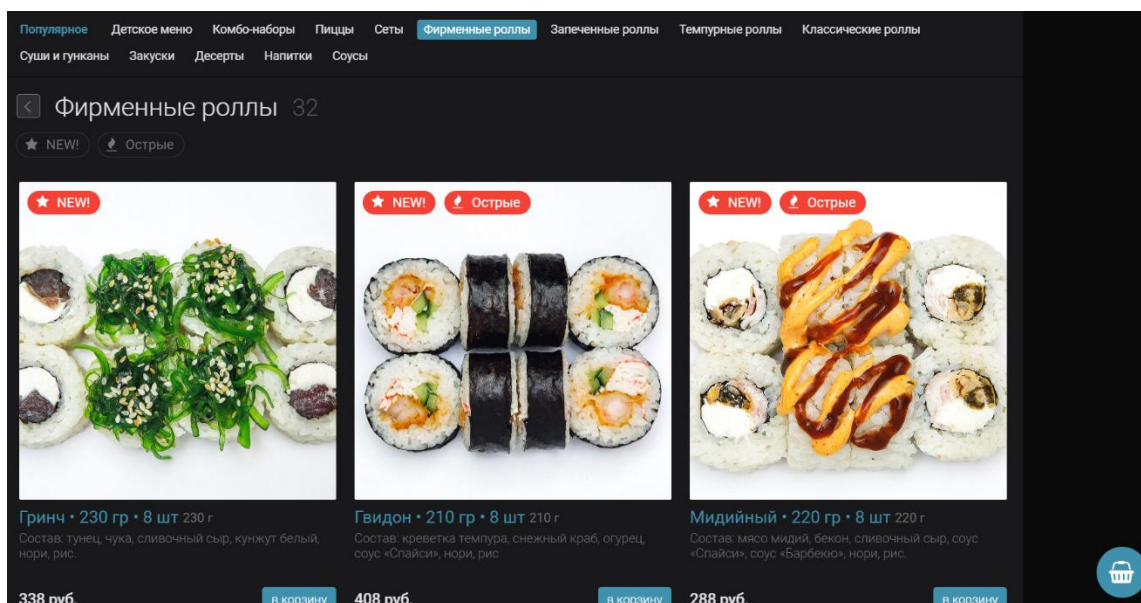 Популярное Детское меню Комбо-наборы Пиццы Сеты Фирменные роллы Запеченные роллы Темпурные роллы Классические роллы
Суши и гунканы Закуски Десерты Напитки Соусы
Фирменные роллы 32
NEW! Острые
NEW! NEW! Острые NEW! Острые
Гринч • 230 гр • 8 шт 230 г
Состав: тунец, чука, сливочный сыр, кунжут белый,
нори, рис.
338 руб. в корзину
Гвидон • 210 гр • 8 шт 210 г
Состав: креветка темпура, снежный краб, огурец,
соус «Спайси», нори, рис
408 руб. в корзину
Мидийный • 220 гр • 8 шт 220 г
Состав: мясо мидий, бекон, сливочный сыр, соус
«Спайси», соус «Барбекю», нори, рис.
288 руб. в корзину